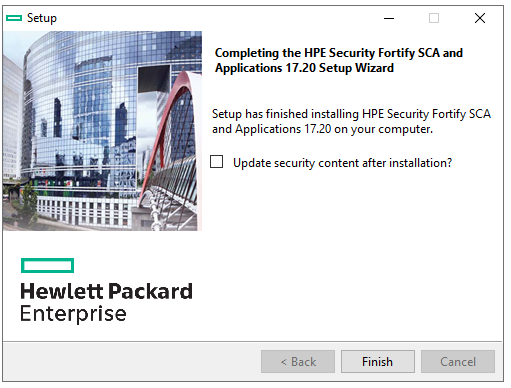 Setup
Completing the HPE Security Fortify SCA and
Applications 17.20 Setup Wizard
Setup has finished installing HPE Security Fortify SCA
and Applications 17.20 on your computer.
Update security content after installation?
Hewlett Packard
Enterprise
< Back
Finish
Cancel